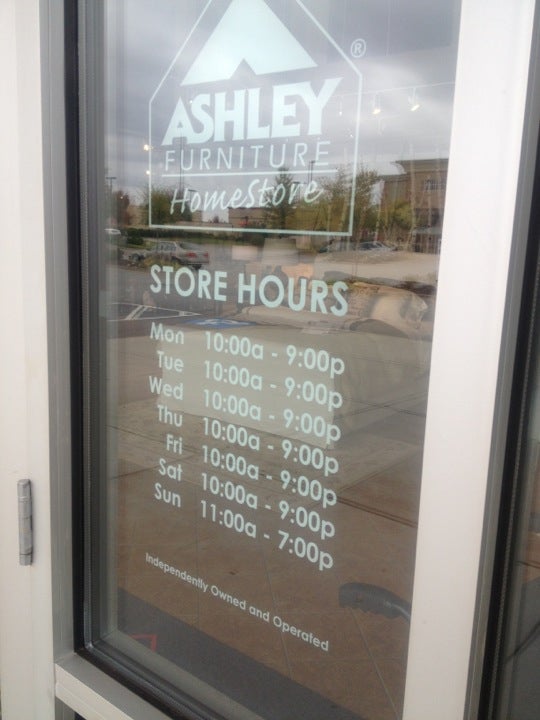 ASHLEY ®
FURNITURE
HomeStore
STORE HOURS
Mon 10:00a - 9:00p
Tue 10:00a - 9:00p
Wed 10:00a - 9:00p
Thu 10:00a - 9:00p
Fri 10:00a - 9:00p
Sat 10:00a - 9:00p
Sun 11:00a - 7:00p
Independently Owned and Operated